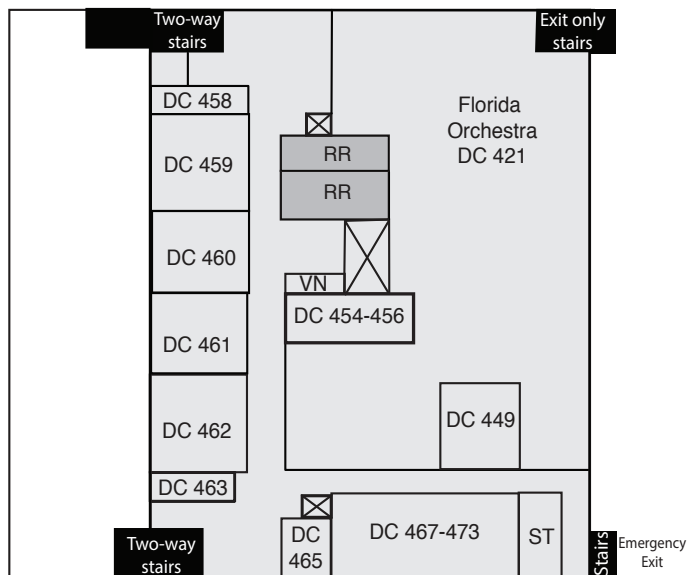 Two-way
stairs
Exit only
stairs
DC 458
Florida
Orchestra
DC 421
RR
DC 459
RR
DC 460
VN
DC 454-456
DC 461
DC 449
DC 462
DC 463
Two-way
stairs
DC
465
DC 467-473
ST
Stairs
Emergency
Exit